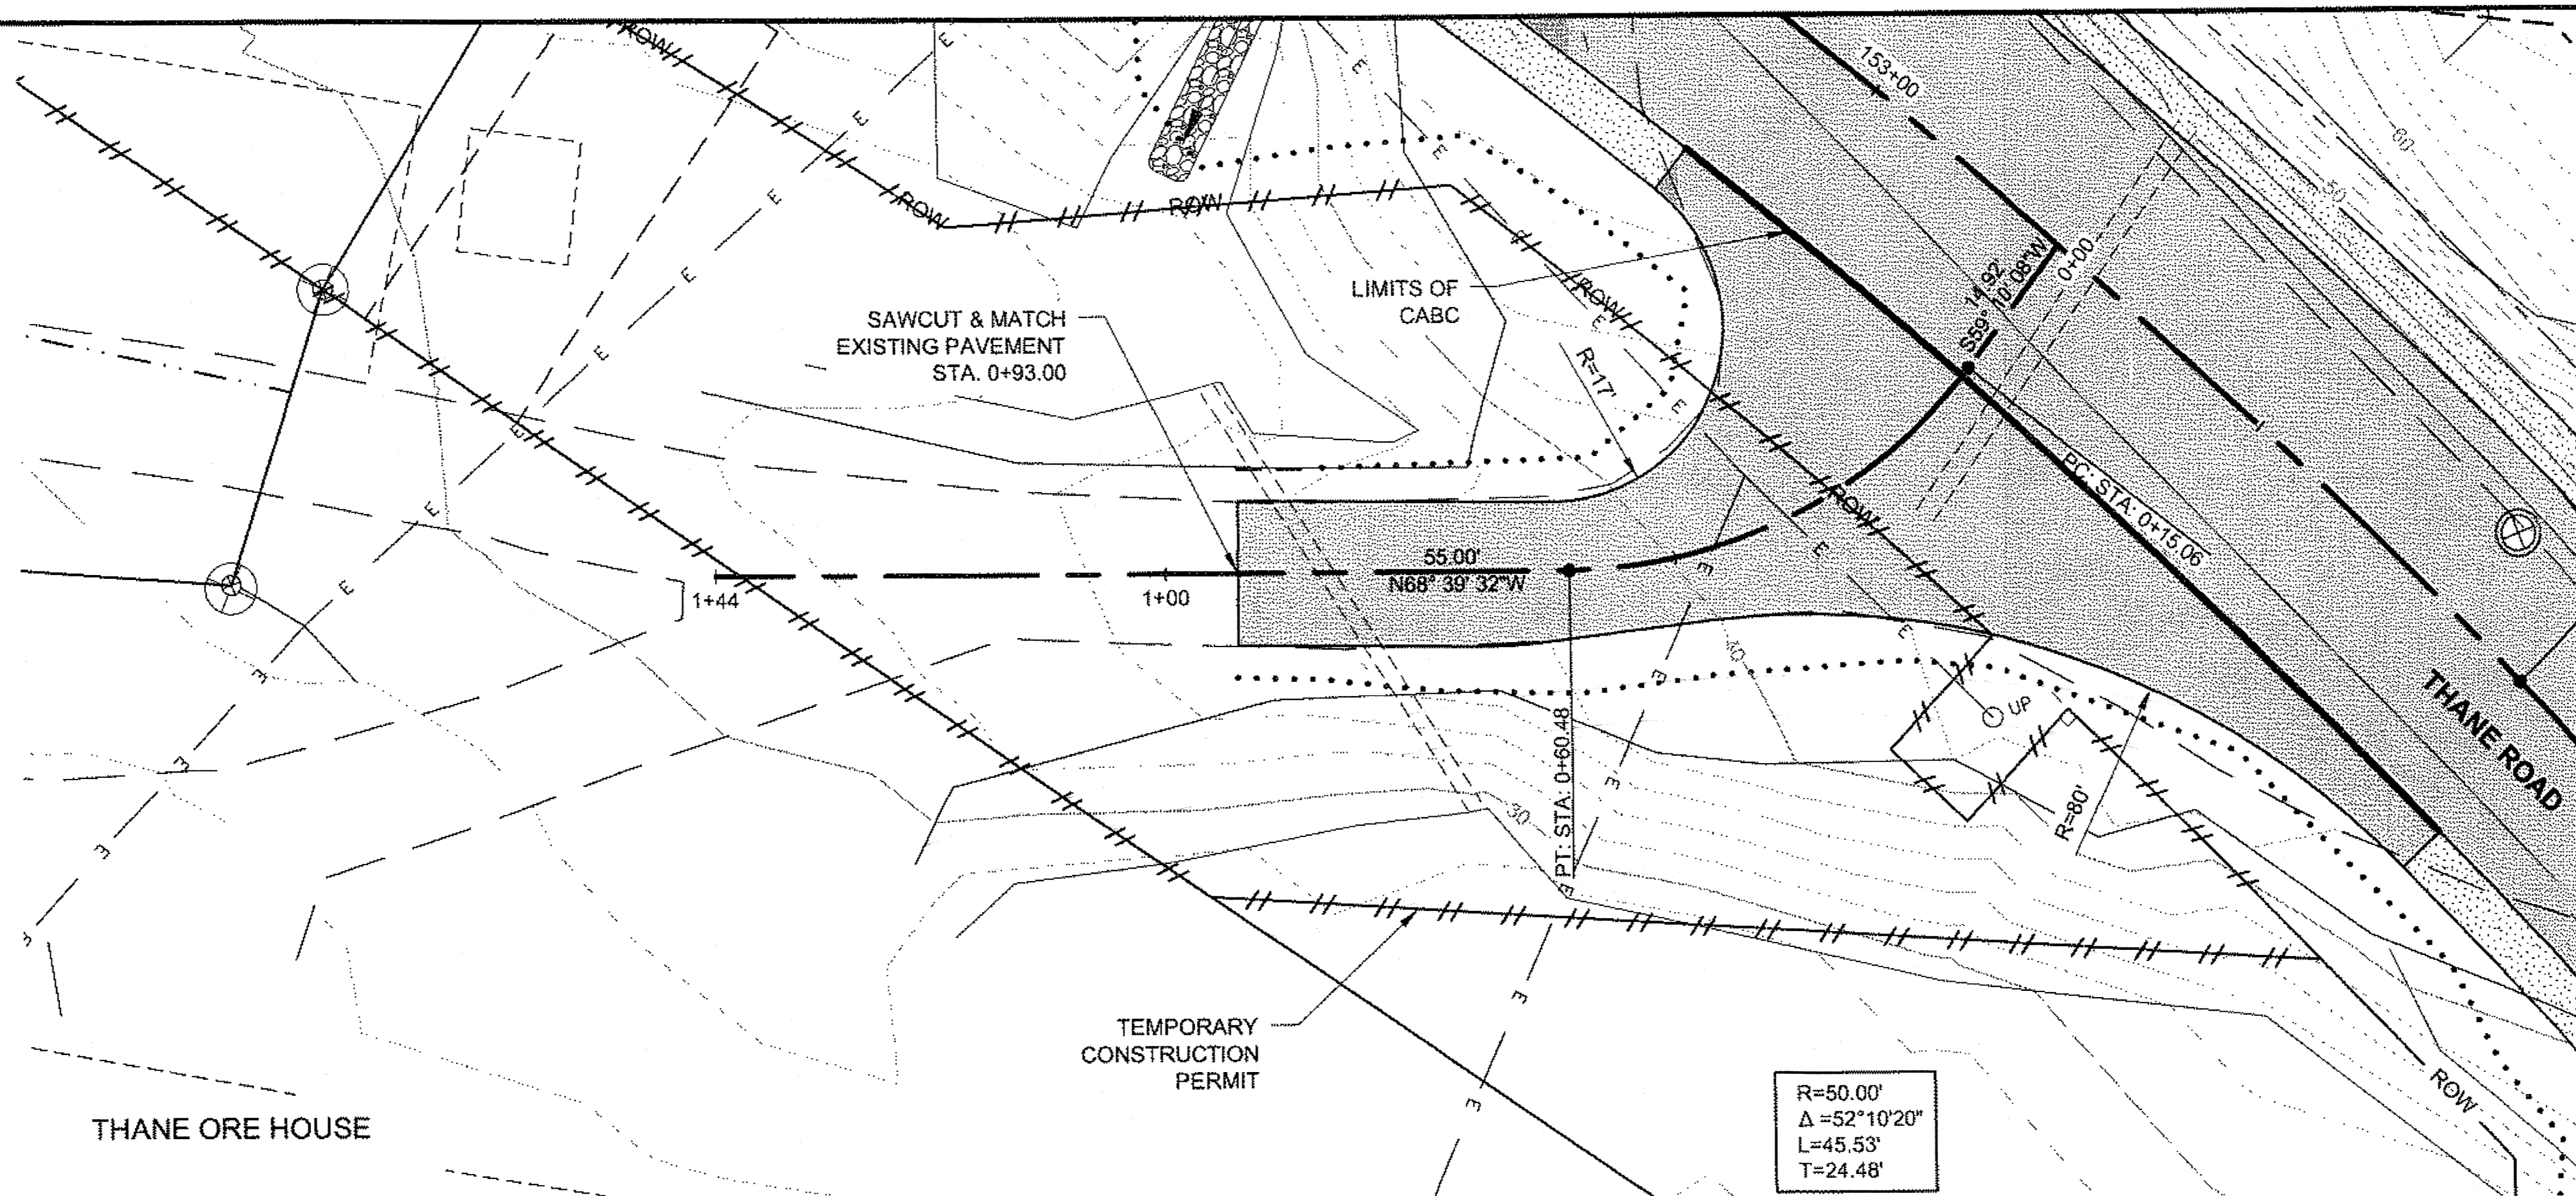 153+00
ROW
ROW
ROW
14.92'
S59° 10' 08"W
0+00
LIMITS OF
CABC
ROW
SAWCUT & MATCH
EXISTING PAVEMENT
STA. 0+93.00
R=17'
PC: STA: 0+15.06
ROW
55.00'
N68° 39' 32"W
1+44
1+00
40
UP
THANE ROAD
PT: STA: 0+60.48
30
R=80'
50
60
TEMPORARY
CONSTRUCTION
PERMIT
ROW
R=50.00'
Δ =52°10'20"
L=45.53'
T=24.48'
THANE ORE HOUSE
E